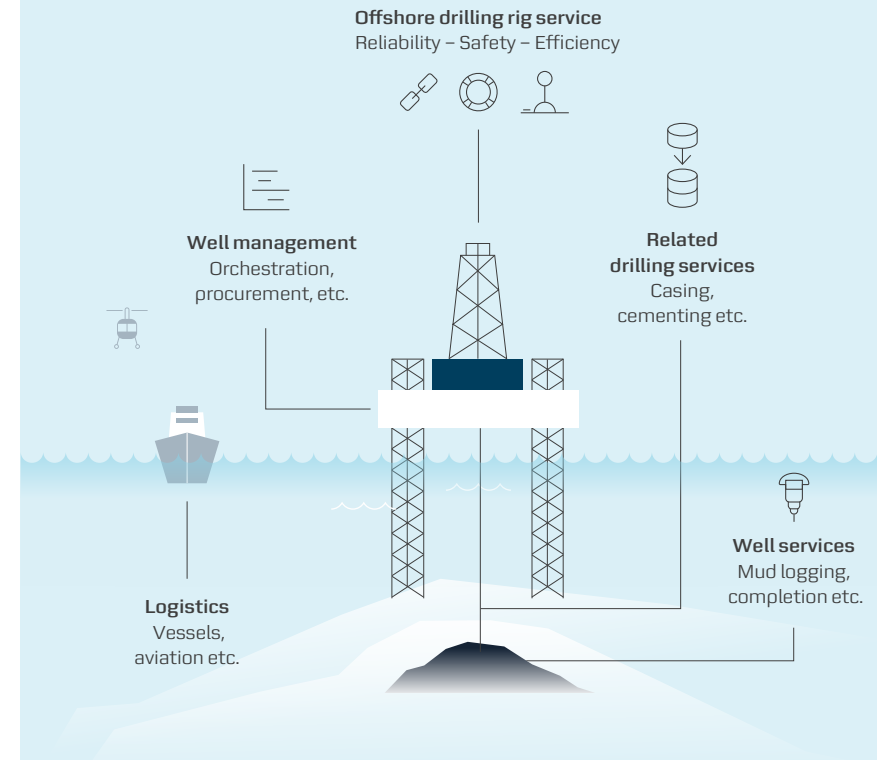 Offshore drilling rig service
Reliability – Safety – Efficiency
Well management
Orchestration,
procurement, etc.
Related
drilling services
Casing,
cementing etc.
Well services
Mud logging,
completion etc.
Logistics
Vessels,
aviation etc.